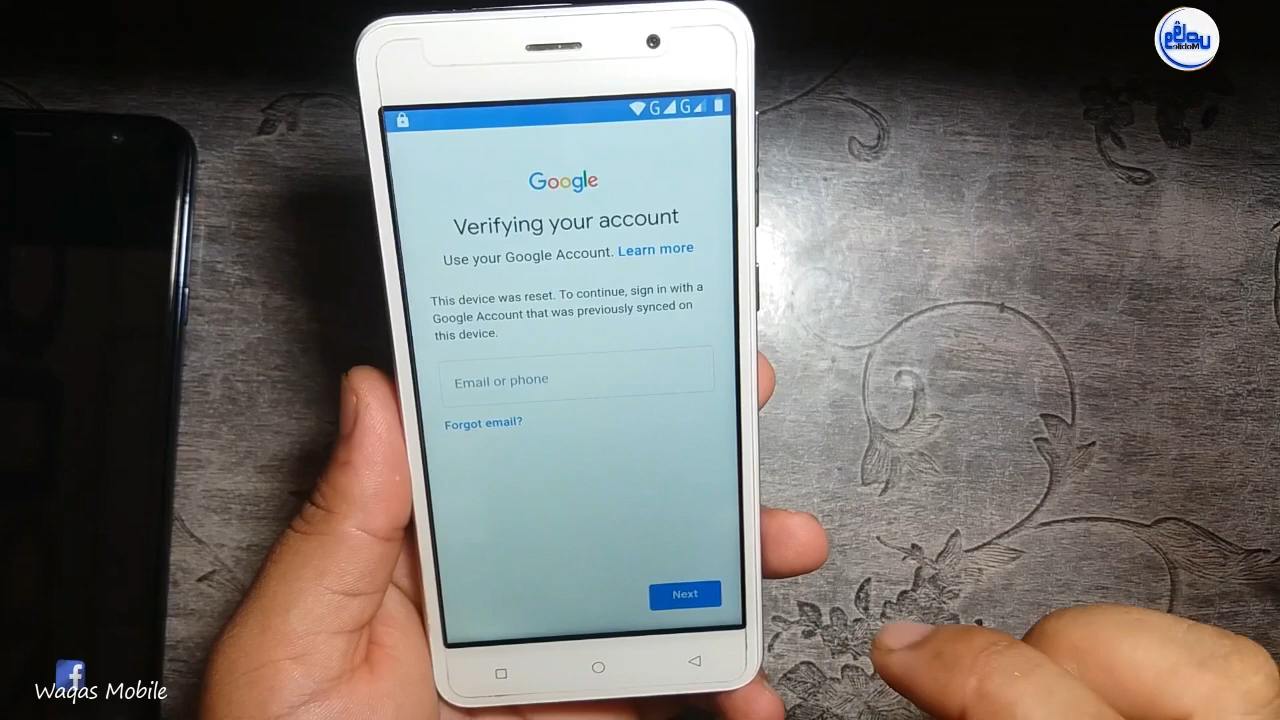 G G
Google
Verifying your account
Use your Google Account. Learn more
This device was reset. To continue, sign in with a
Google Account that was previously synced on
this device.
Email or phone
Forgot email?
Next
f
Waqas Mobile